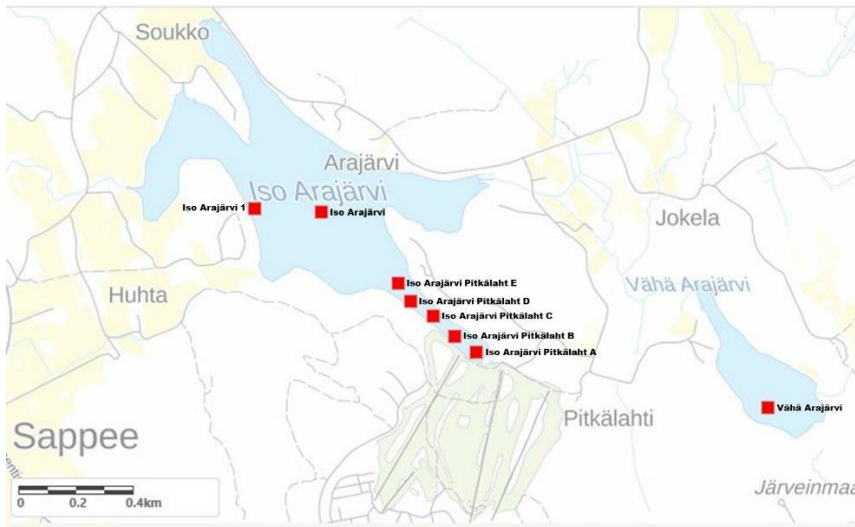 Soukko
Arajärvi
Iso Arajärvi
Iso Arajärvi 1
Iso Arajärvi
Jokela
Vähä Arajärvi
Huhta
Iso Arajärvi Pitkälaht E
Iso Arajärvi Pitkälaht D
Iso Arajärvi Pitkälaht C
Iso Arajärvi Pitkälaht B
Iso Arajärvi Pitkälaht A
Pitkälahti
Vähä Arajärvi
Sappee
Järveinmaa
0 0.2 0.4km